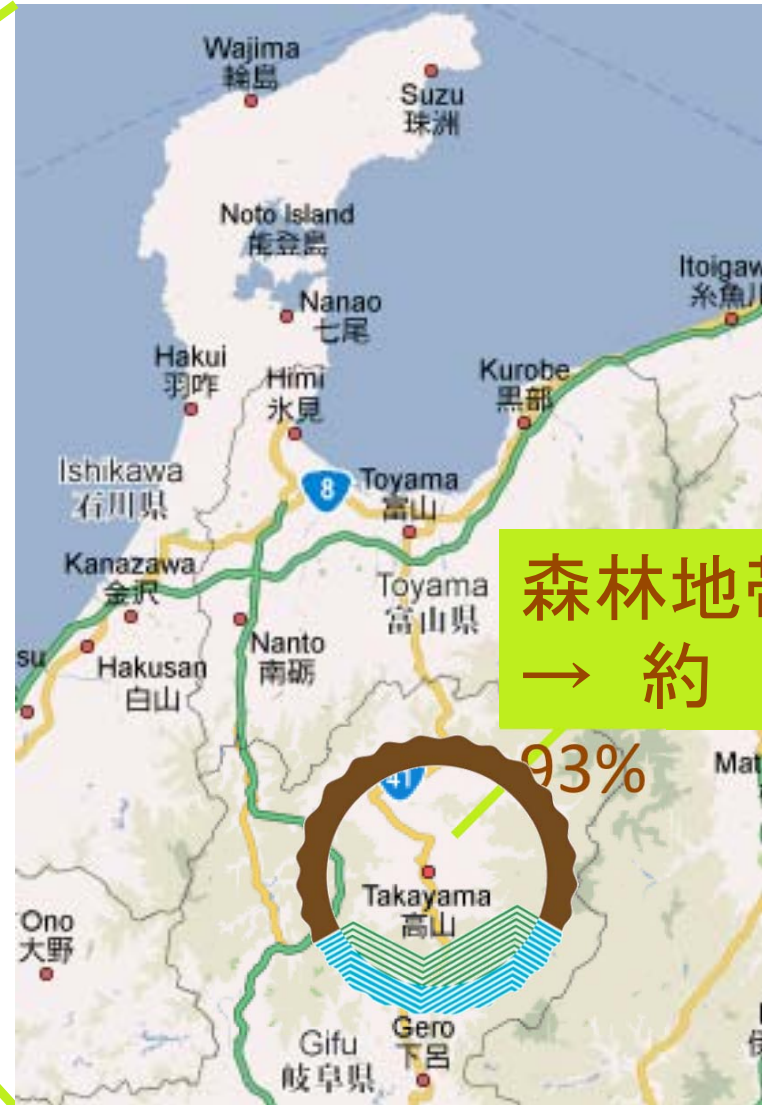 Wajima
輪島
Suzu
珠洲
Noto Island
能登島
Itoigaw
糸魚川
Nanao
七尾
Hakui
羽咋
Himi
氷見
Kurobe
黒部
Ishikawa
石川県
8
Toyama
富山
Kanazawa
金沢
Toyama
富山県
森林地帯
→ 約
93%
su
Hakusan
白山
Nanto
南砺
Mat
41
Takayama
高山
Ono
大野
Gero
下呂
Gifu
岐阜県